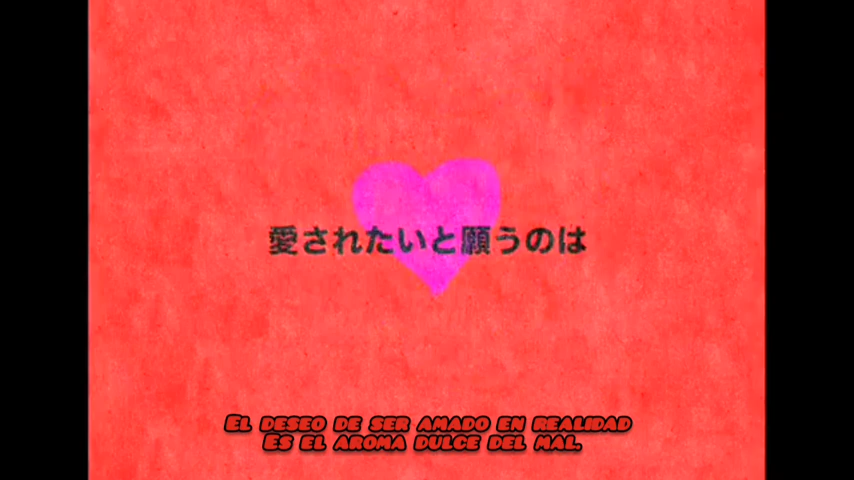 愛されたいと願うのは
El deseo de ser amado en realidad
Es el aroma dulce del mal.